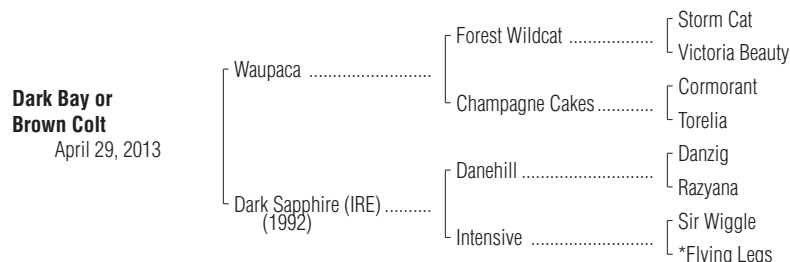 Storm Cat
Forest Wildcat ....................
Victoria Beauty
Waupaca .............................
Cormorant
Champagne Cakes.............
Torelia
Dark Bay or
Brown Colt
April 29, 2013
Danzig
Danehill ...............................
Razyana
Dark Sapphire (IRE) ..........
(1992)
Sir Wiggle
Intensive .............................
*Flying Legs